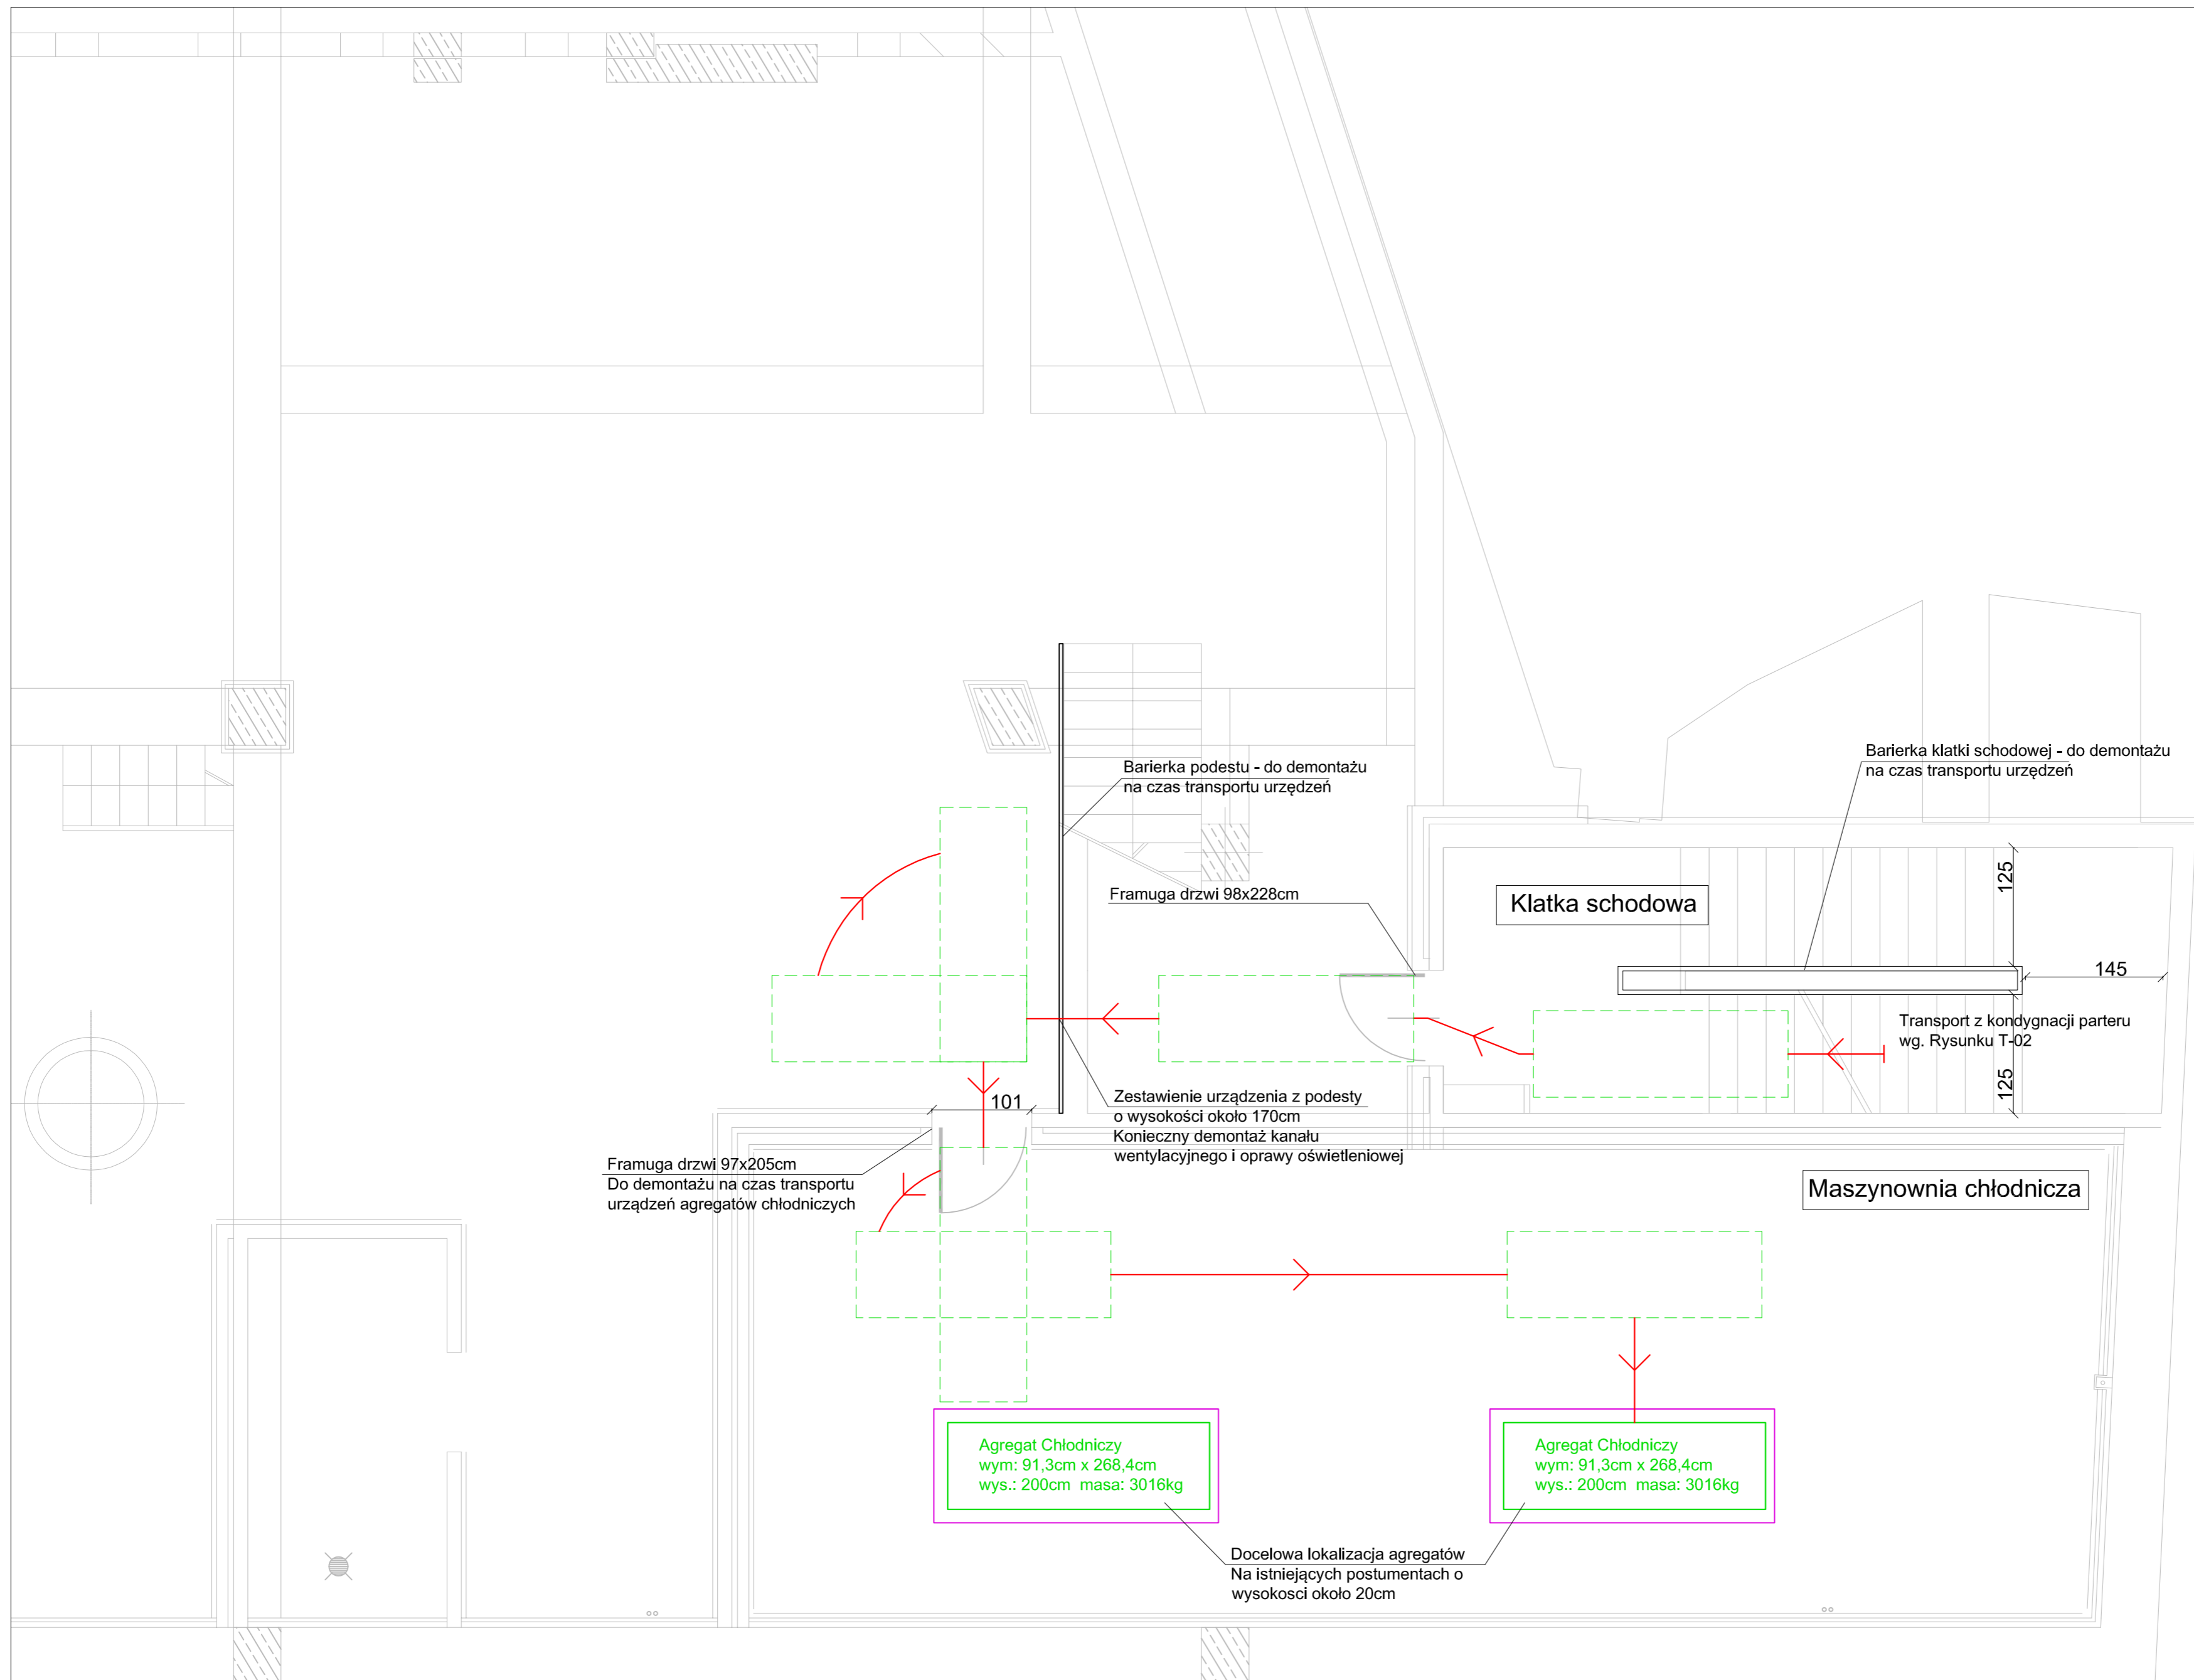 Barierka klatki schodowej - do demontażu
na czas transportu urzędzeń
Barierka podestu - do demontażu
na czas transportu urzędzeń
125
Framuga drzwi 98x228cm
Klatka schodowa
145
Transport z kondygnacji parteru
wg. Rysunku T-02
125
101
Zestawienie urządzenia z podesty
o wysokości około 170cm
Konieczny demontaż kanału
wentylacyjnego i oprawy oświetleniowej
Framuga drzwi 97x205cm
Do demontażu na czas transportu
urządzeń agregatów chłodniczych
Maszynownia chłodnicza
Agregat Chłodniczy
wym: 91,3cm x 268,4cm
wys.: 200cm masa: 3016kg
Agregat Chłodniczy
wym: 91,3cm x 268,4cm
wys.: 200cm masa: 3016kg
Docelowa lokalizacja agregatów
Na istniejących postumentach o
wysokosci około 20cm